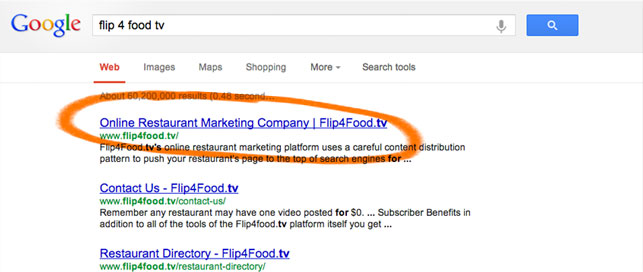 Google flip 4 food tv
Web Images Maps Shopping More Search tools
About 60,200,000 results (0.48 second...
Online Restaurant Marketing Company | Flip4Food.tv
www.flip4food.tv/
Flip4Food.tv's online restaurant marketing platform uses a careful content distribution
pattern to push your restaurant's page to the top of search engines for ...
Contact Us - Flip4Food.tv
www.flip4food.tv/contact-us/
Remember any restaurant may have one video posted for $0. ... Subscriber Benefits in
addition to all of the tools of the Flip4food.tv platform itself you get ...
Restaurant Directory - Flip4Food.tv
www.flip4food.tv/restaurant-directory/